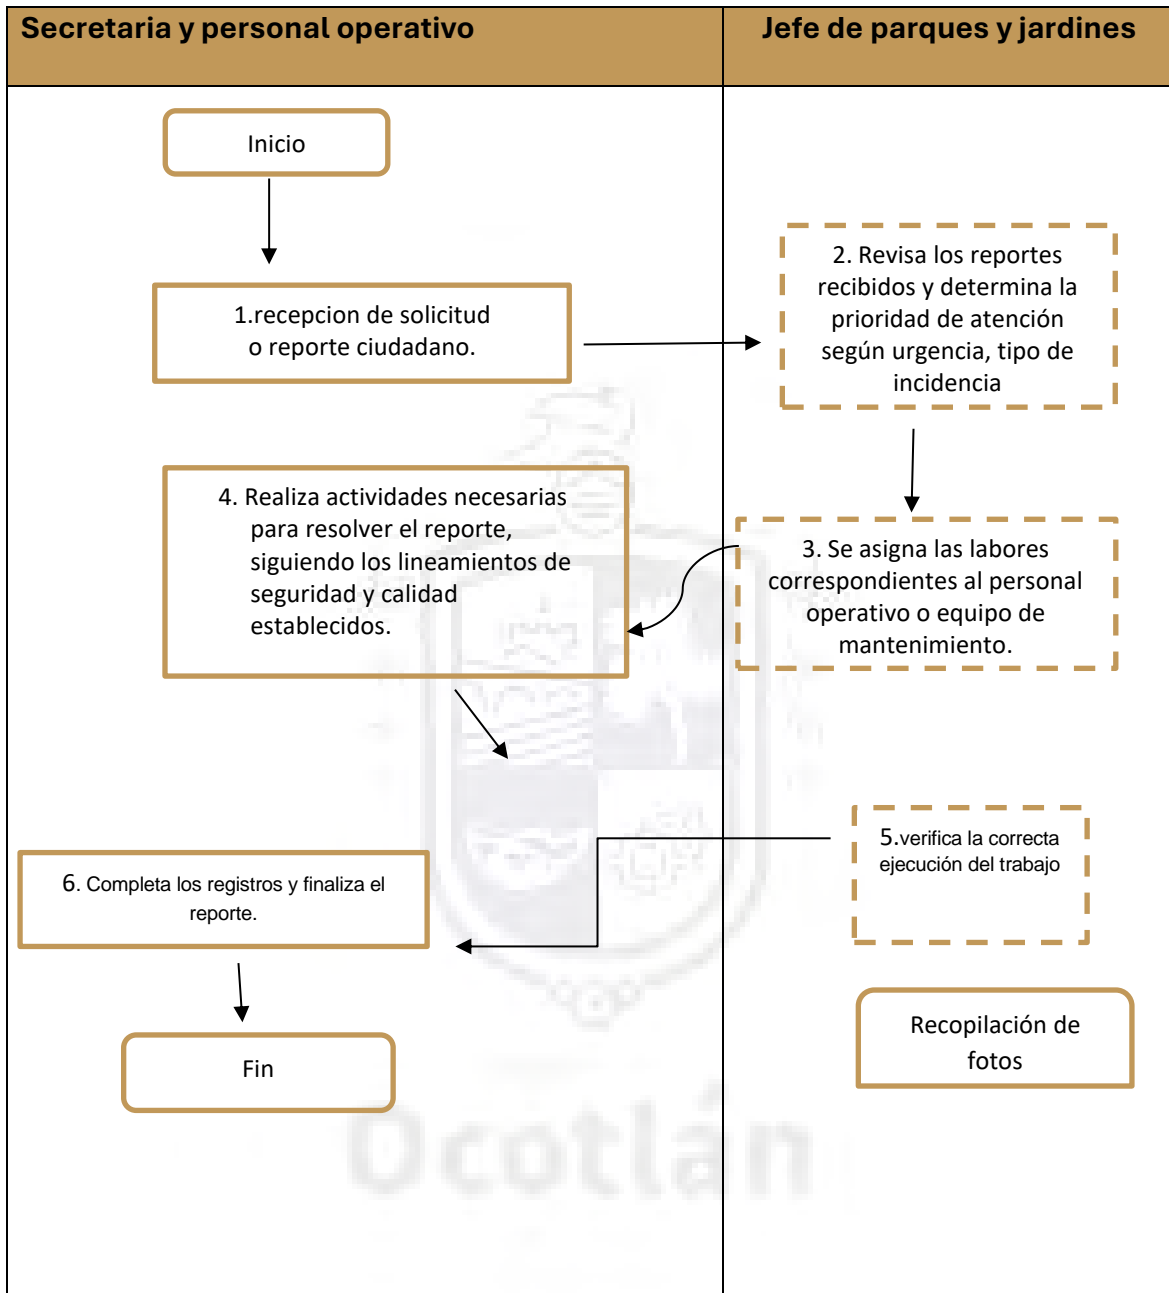 Secretaria y personal operativo
Jefe de parques y jardines
Inicio
1.recepcion de solicitud
o reporte ciudadano.
2. Revisa los reportes
recibidos y determina la
prioridad de atención
según urgencia, tipo de
incidencia
3. Se asigna las labores
correspondientes al personal
operativo o equipo de
mantenimiento.
4. Realiza actividades necesarias
para resolver el reporte,
siguiendo los lineamientos de
seguridad y calidad
establecidos.
5.verifica la correcta
ejecución del trabajo
6. Completa los registros y finaliza el
reporte.
Recopilación de
fotos
Fin
Ocotlán